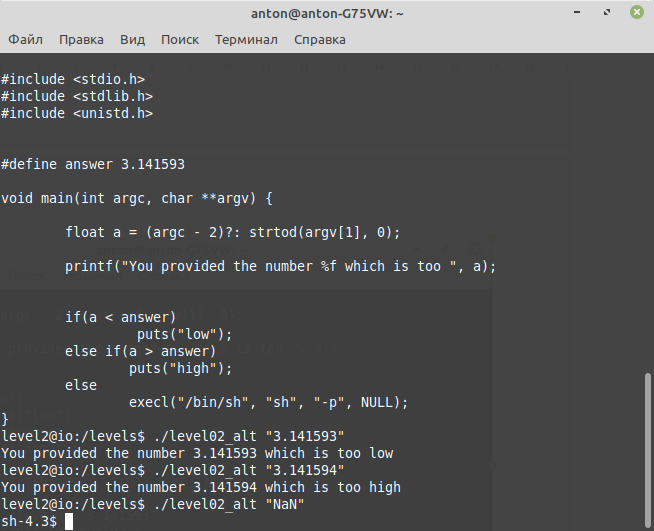 anton@anton-G75VW: ~
Файл Правка Вид Поиск Терминал Справка
#include <stdio.h>
#include <stdlib.h>
#include <unistd.h>
#define answer 3.141593
void main(int argc, char **argv) {
float a = (argc - 2)?: strtod(argv[1], 0);
printf("You provided the number %f which is too ", a);
if(a < answer)
puts("low");
else if(a > answer)
puts("high");
else
execl("/bin/sh", "sh", "-p", NULL);
}
level2@io:/levels$ ./level02_alt "3.141593"
You provided the number 3.141593 which is too low
level2@io:/levels$ ./level02_alt "3.141594"
You provided the number 3.141594 which is too high
level2@io:/levels$ ./level02_alt "NaN"
sh-4.3$